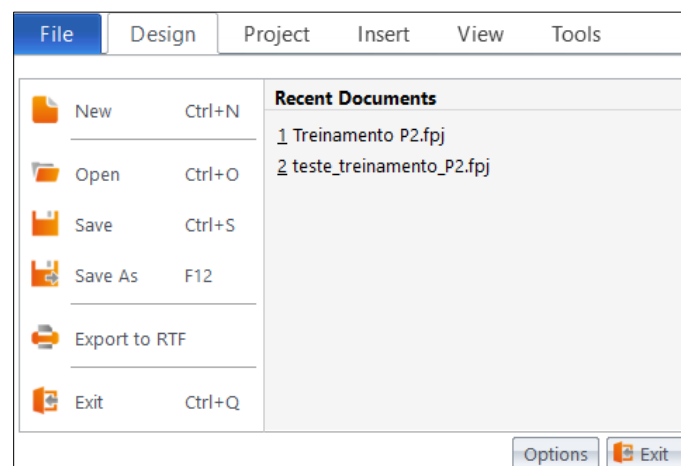 File Design Project Insert View Tools
New Ctrl+N
Open Ctrl+O
Save Ctrl+S
Save As F12
Export to RTF
Exit Ctrl+Q
Recent Documents
1 Treinamento P2.fpj
2 teste_treinamento_P2.fpj
Options Exit